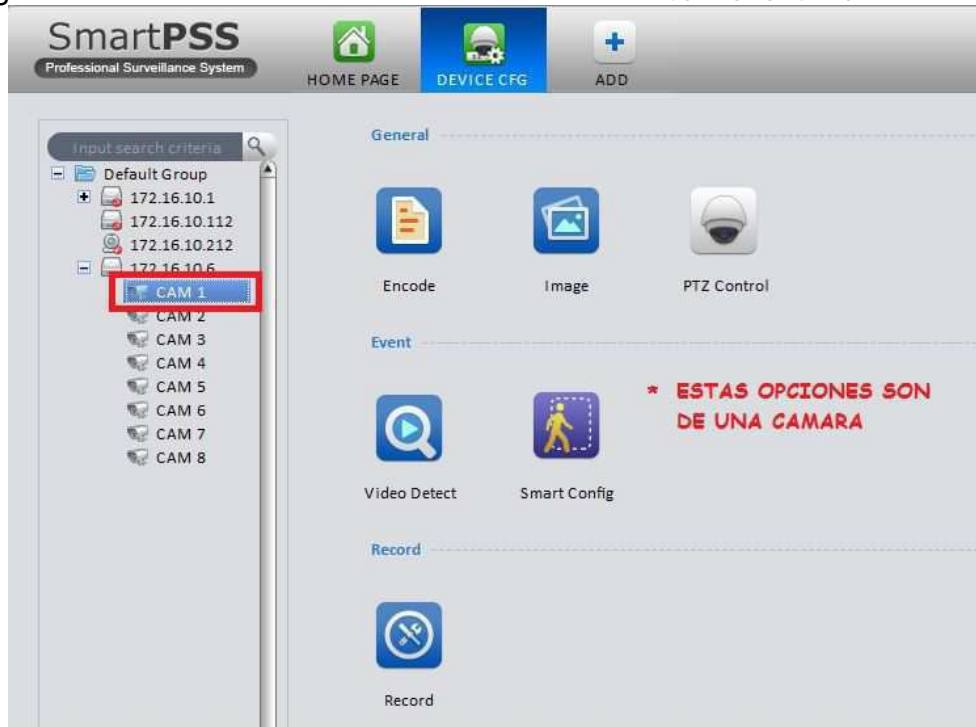 SmartPSS
Professional Surveillance System
HOME PAGE
DEVICE CFG
ADD
Input search criteria
Default Group
172.16.10.1
172.16.10.112
172.16.10.212
172.16.10.6
CAM 1
CAM 2
CAM 3
CAM 4
CAM 5
CAM 6
CAM 7
CAM 8
General
Encode
Image
PTZ Control
Event
* ESTAS OPCIONES SON
DE UNA CAMARA
Video Detect
Smart Config
Record
Record